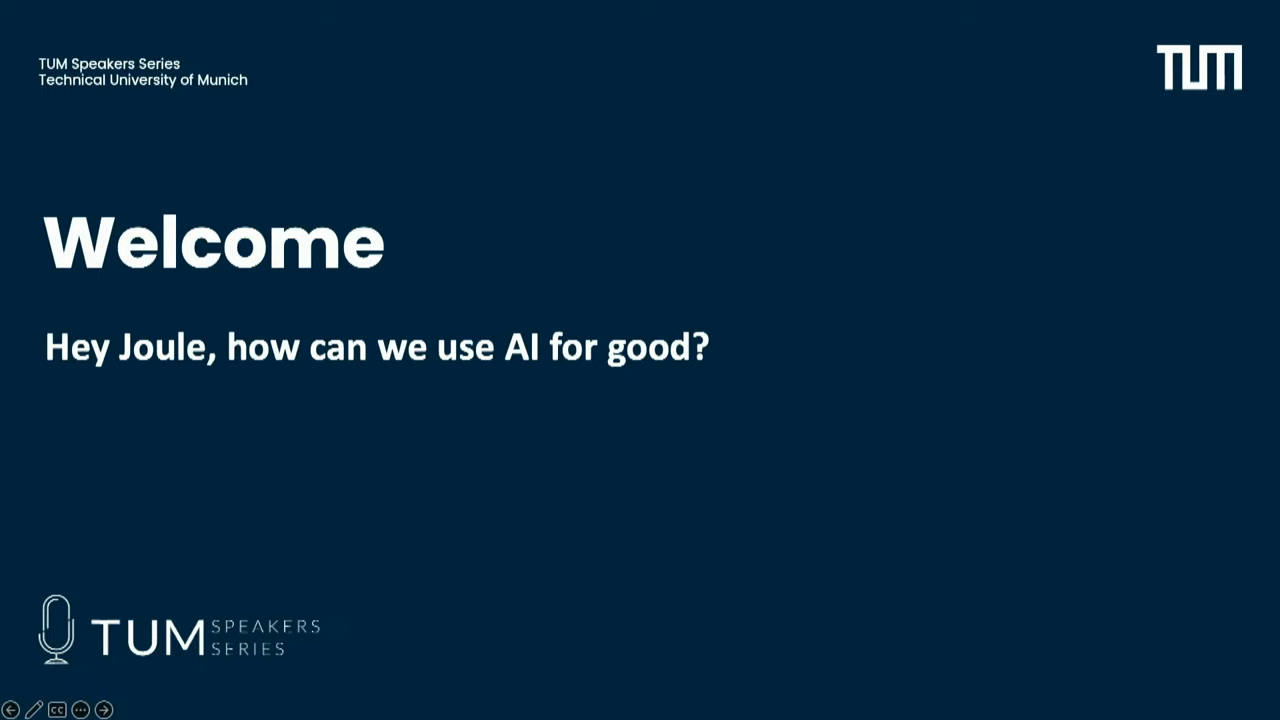 TUM Speakers Series
Technical University of Munich
TUM
Welcome
Hey Joule, how can we use AI for good?
TUM SPEAKERS
SERIES
CC